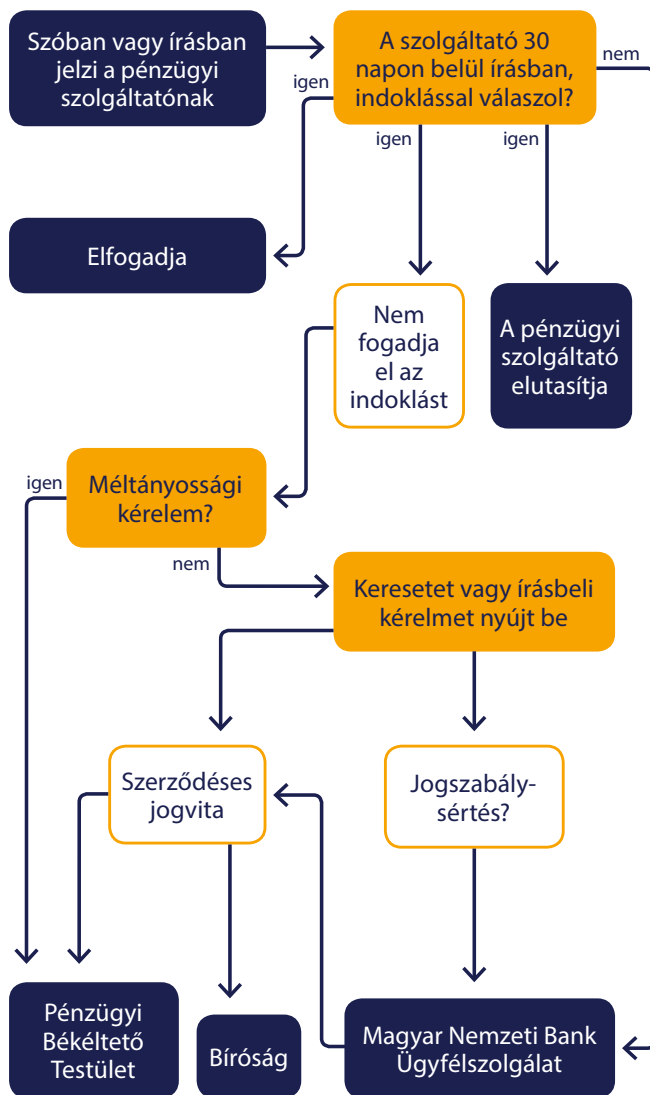 Szóban vagy írásban
jelzi a pénzügyi
szolgáltatónak
A szolgáltató 30
napon belül írásban,
indoklással válaszol?
nem
igen
igen
igen
Elfogadja
Nem
fogadja
el az
indoklást
A pénzügyi
szolgáltató
elutasítja
igen
Méltányossági
kérelem?
nem
Keresetet vagy írásbeli
kérelmet nyújt be
Szerződéses
jogvita
Jogszabály-
sértés?
Pénzügyi
Békéltető
Testület
Bíróság
Magyar Nemzeti Bank
Ügyfélszolgálat